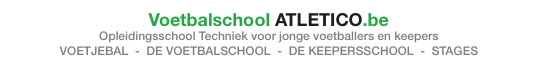 Voetbalschool ATLETICO.be
Opleidingsschool Techniek voor jonge voetballers en keepers
VOETJEBAL - DE VOETBALSCHOOL - DE KEEPERSSCHOOL - STAGES